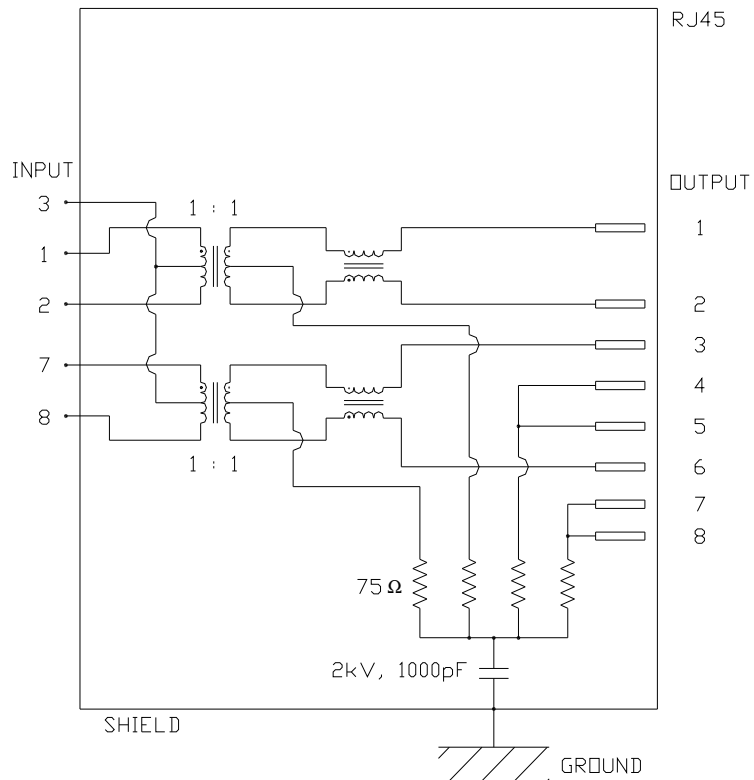 RJ45
INPUT
OUTPUT
3
1 : 1
1
1
2
2
3
7
4
8
5
1 : 1
6
7
8
75 Ω
2kV, 1000pF
SHIELD
GROUND